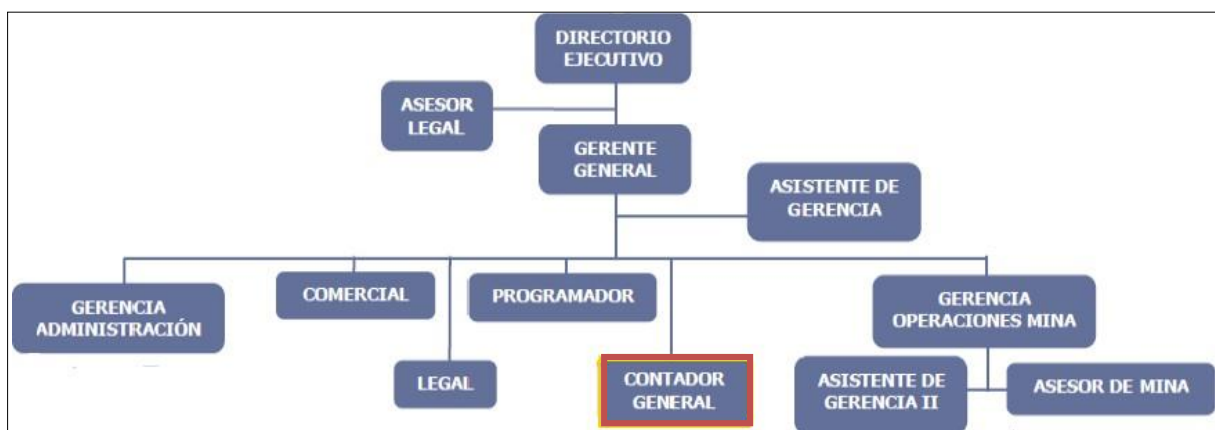 DIRECTORIO
EJECUTIVO
ASESOR
LEGAL
GERENTE
GENERAL
ASISTENTE DE
GERENCIA
GERENCIA
ADMINISTRACIÓN
COMERCIAL
LEGAL
PROGRAMADOR
CONTADOR
GENERAL
GERENCIA
OPERACIONES MINA
ASISTENTE DE
GERENCIA II
ASESOR DE MINA